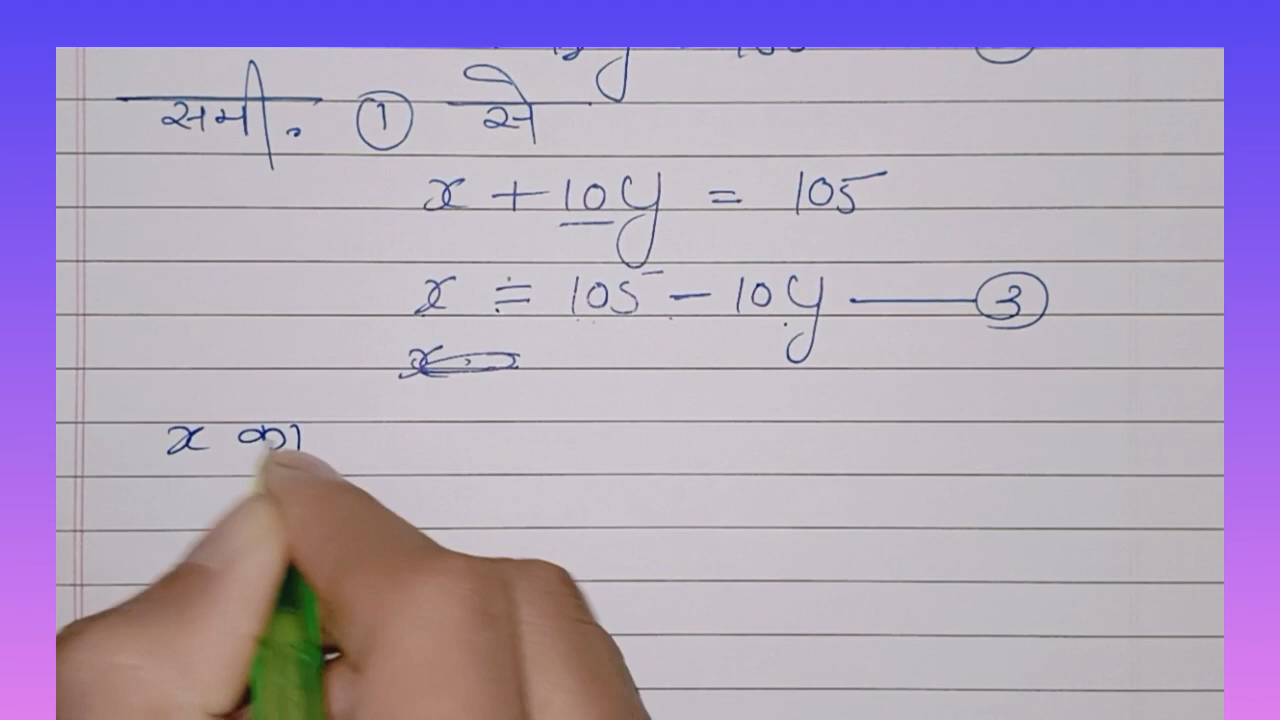 समी. ① से
x + 10y = 105
x = 105 - 10y —— ③
x का